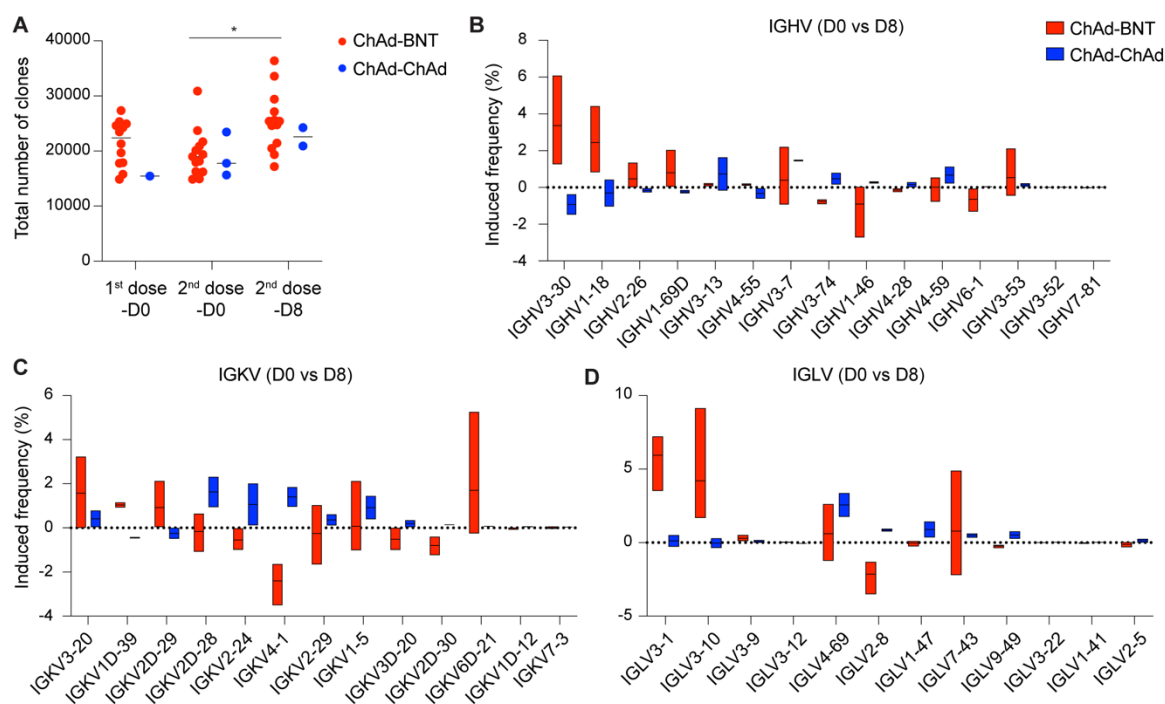 A
Total number of clones
40000
30000
20000
10000
0
*
ChAd-BNT
ChAd-ChAd
1st dose
-D0
2nd dose
-D0
2nd dose
-D8
B
IGHV (D0 vs D8)
ChAd-BNT
ChAd-ChAd
Induced frequency (%)
8
6
4
2
0
-2
-4
IGHV3-30
IGHV1-18
IGHV2-26
IGHV1-69D
IGHV3-13
IGHV4-55
IGHV3-7
IGHV3-74
IGHV1-46
IGHV4-28
IGHV4-59
IGHV6-1
IGHV3-53
IGHV3-52
IGHV7-81
C
IGKV (D0 vs D8)
Induced frequency (%)
6
4
2
0
-2
-4
IGKV3-20
IGKV1D-39
IGKV2D-29
IGKV2D-28
IGKV2-24
IGKV4-1
IGKV2-29
IGKV1-5
IGKV3D-20
IGKV2D-30
IGKV6D-21
IGKV1D-12
IGKV7-3
D
IGLV (D0 vs D8)
10
5
0
-5
IGLV3-1
IGLV3-10
IGLV3-9
IGLV3-12
IGLV4-69
IGLV2-8
IGLV1-47
IGLV7-43
IGLV9-49
IGLV3-22
IGLV1-41
IGLV2-5